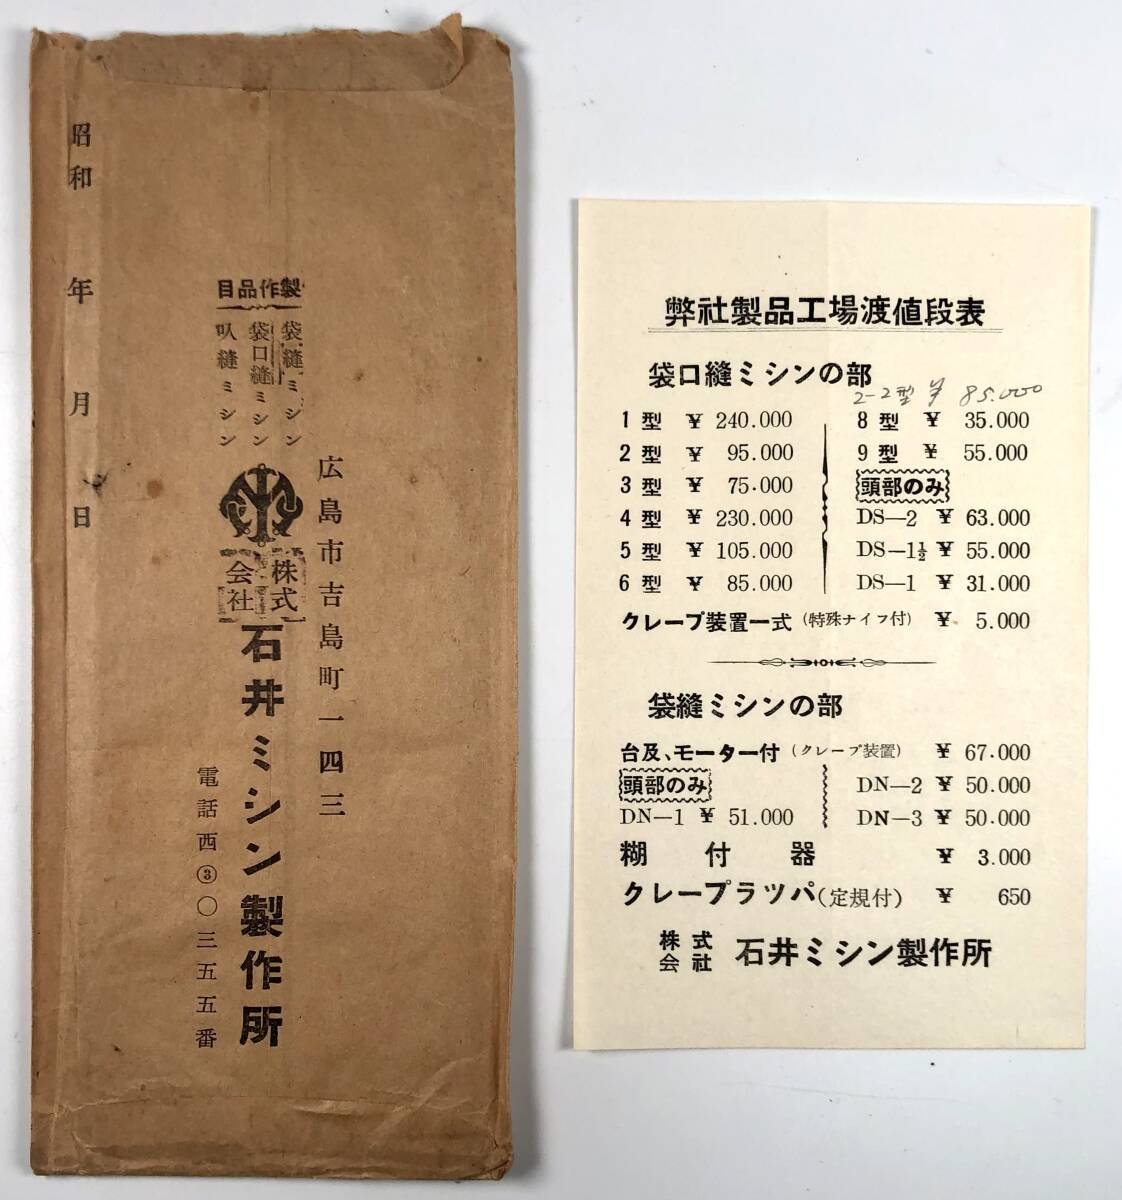 昭和　年　月　日
目品作製
袋縫ミシン
袋口縫ミシン
叺縫ミシン
広島市吉島町一四三
株式会社
石井ミシン製作所
電話西③〇三五五番
弊社製品工場渡値段表
袋口縫ミシンの部
2-2型 ¥ 85.000
1型 ¥ 240.000
2型 ¥ 95.000
3型 ¥ 75.000
4型 ¥ 230.000
5型 ¥ 105.000
6型 ¥ 85.000
8型 ¥ 35.000
9型 ¥ 55.000
頭部のみ
DS—2 ¥ 63.000
DS—1½ ¥ 55.000
DS—1 ¥ 31.000
クレープ装置一式（特殊ナイフ付） ¥ 5.000
袋縫ミシンの部
台及、モーター付（クレープ装置） ¥ 67.000
頭部のみ
DN—1 ¥ 51.000
DN—2 ¥ 50.000
DN—3 ¥ 50.000
糊付器 ¥ 3.000
クレープラツパ（定規付） ¥ 650
株式会社 石井ミシン製作所